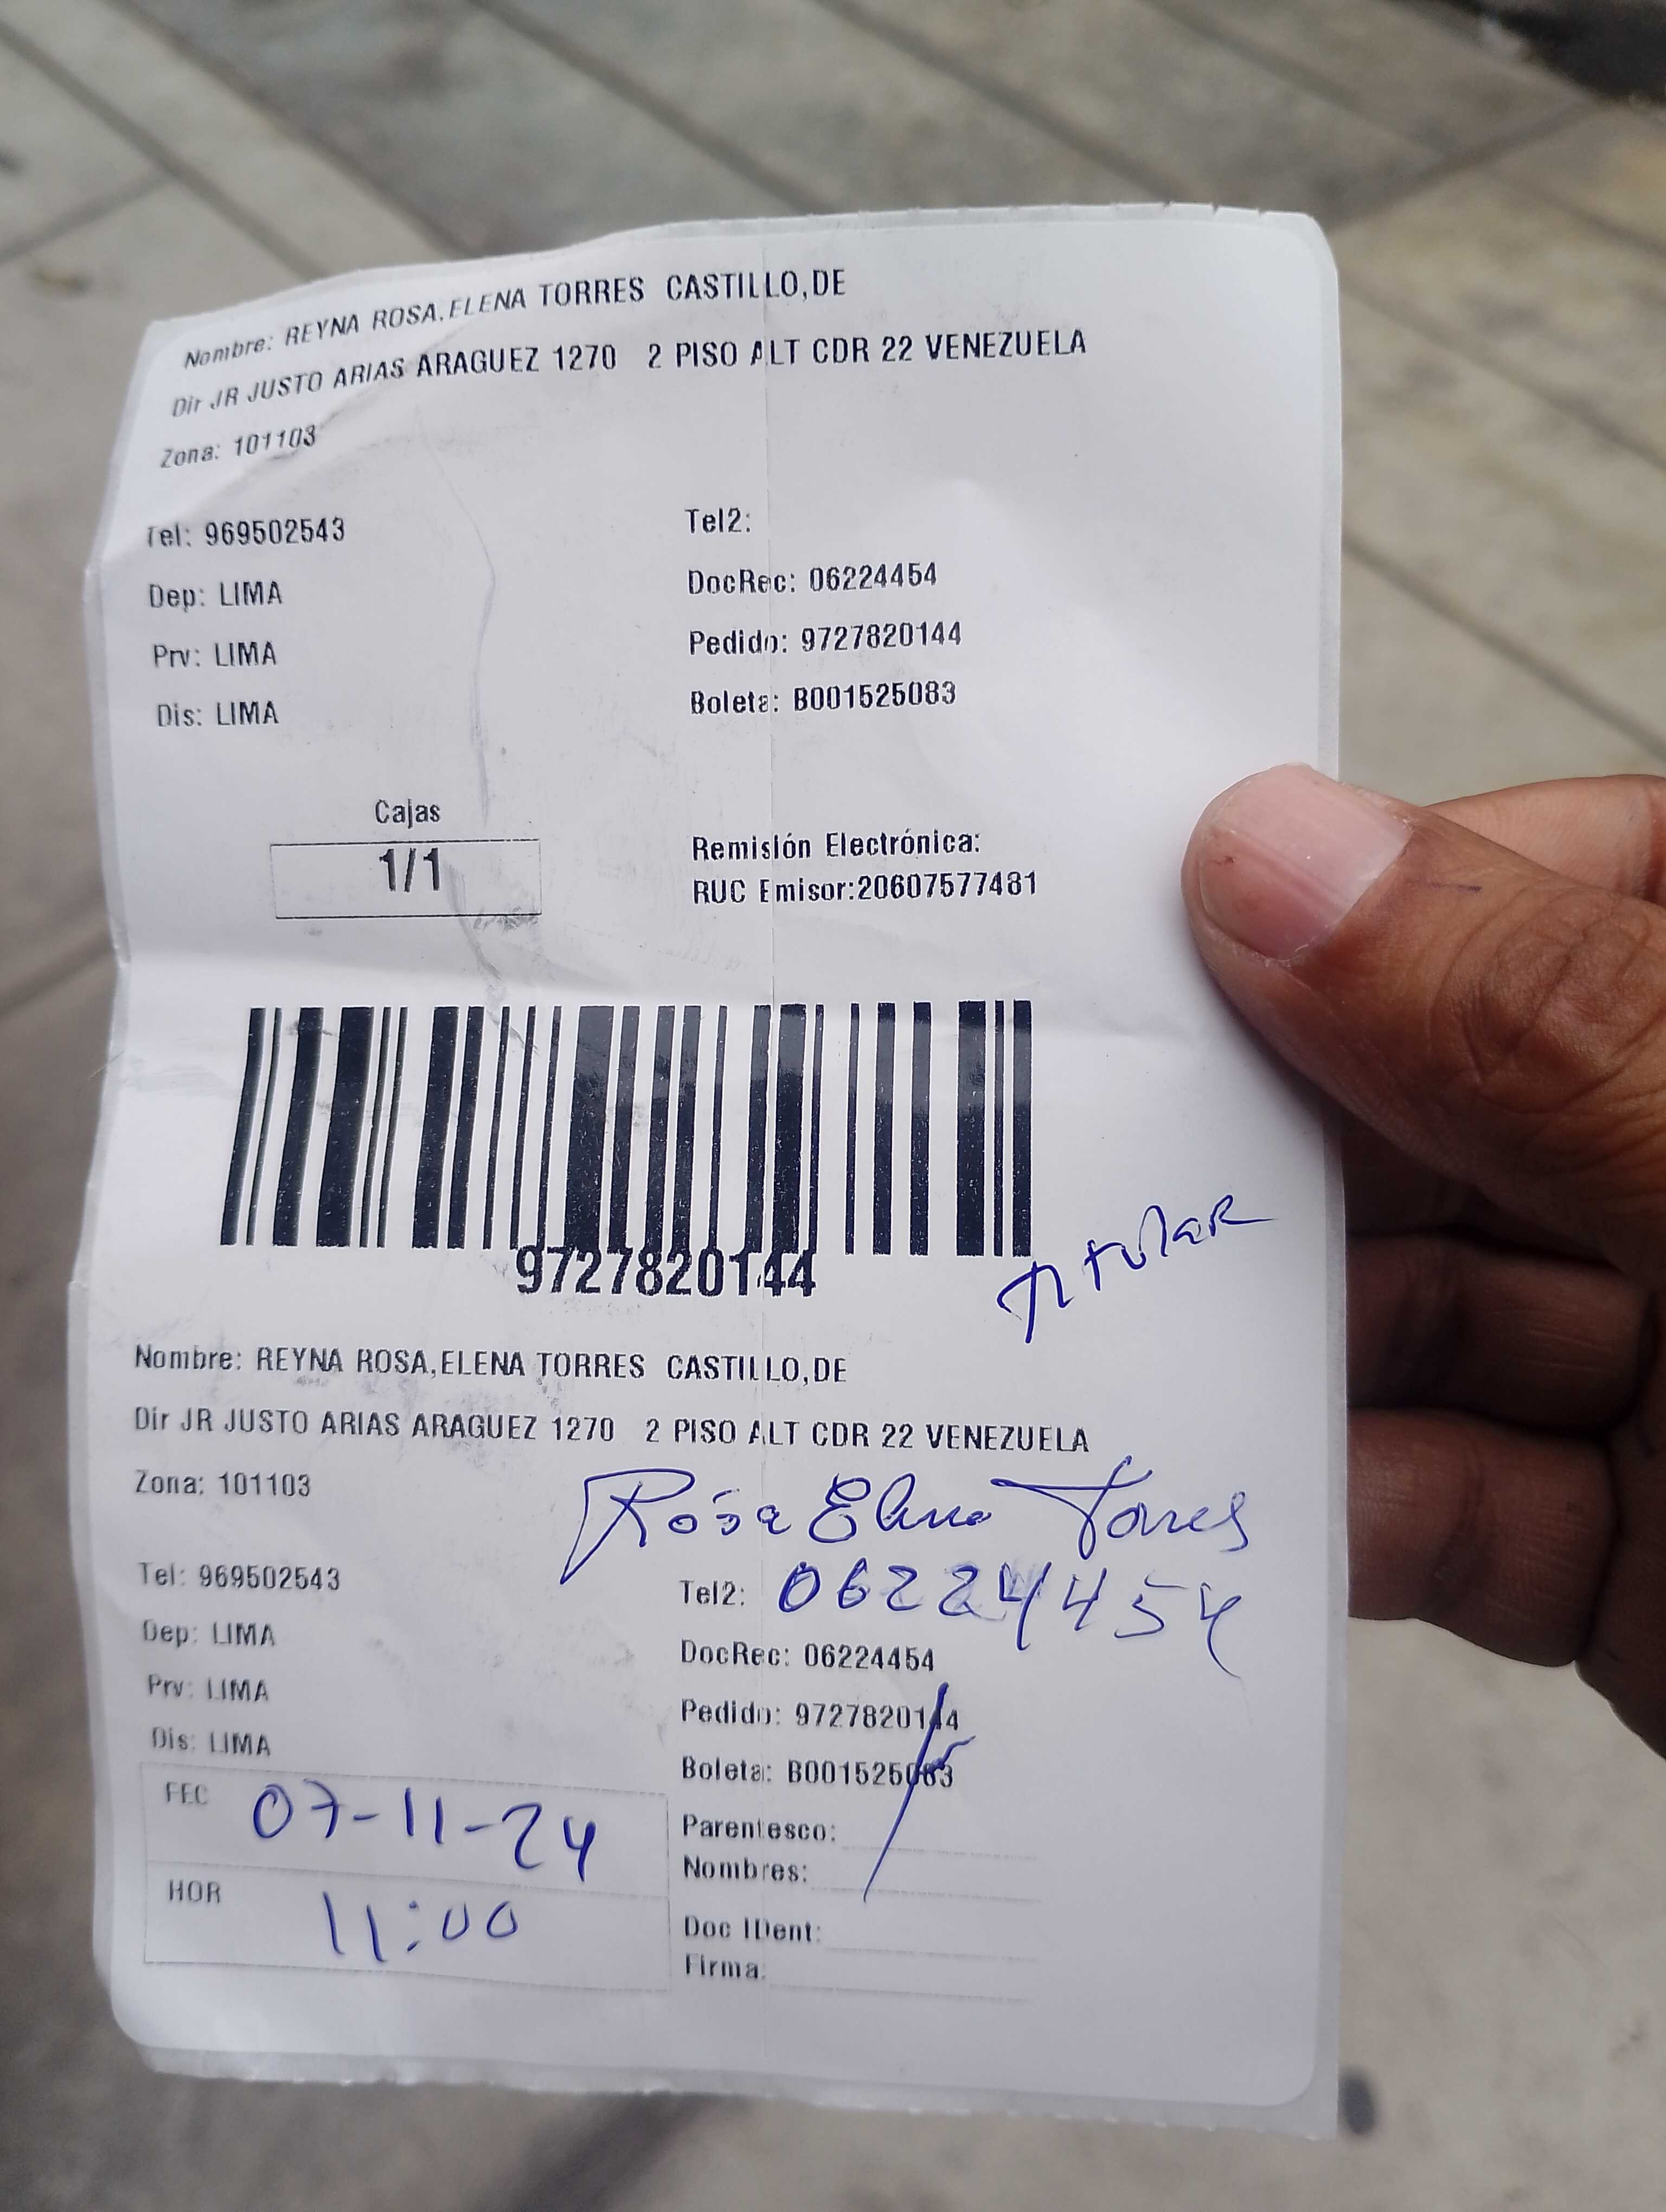 Nombre: REYNA ROSA,ELENA TORRES CASTILLO,DE
Dir JR JUSTO ARIAS ARAGUEZ 1270 2 PISO ALT CDR 22 VENEZUELA
Zona: 101103
Tel: 969502543 Tel2:
Dep: LIMA DocRec: 06224454
Prv: LIMA Pedido: 9727820144
Dis: LIMA Boleta: B001525083
Cajas
1/1
Remisión Electrónica:
RUC Emisor:20607577481
9727820144
Titular
Nombre: REYNA ROSA,ELENA TORRES CASTILLO,DE
Dir JR JUSTO ARIAS ARAGUEZ 1270 2 PISO ALT CDR 22 VENEZUELA
Zona: 101103 Rosa Elena Torres
Tel: 969502543 Tel2: 06224454
Dep: LIMA DocRec: 06224454
Prv: LIMA Pedido: 9727820144
Dis: LIMA Boleta: B001525083
FEC 07-11-24 Parentesco:
Nombres:
HOR 11:00 Doc IDent:
Firma: